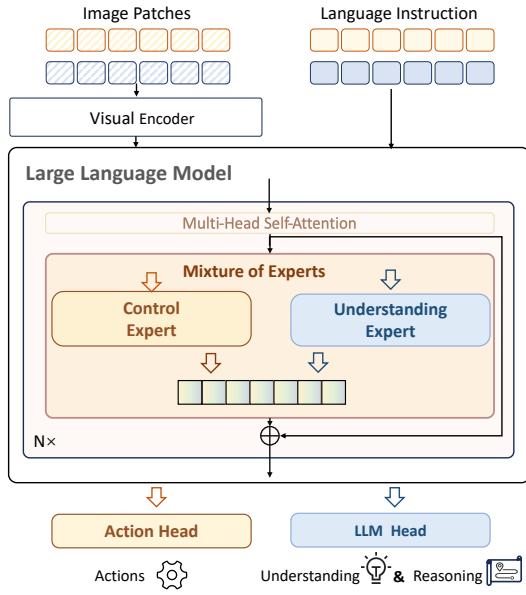 Image Patches
Language Instruction
Visual Encoder
Large Language Model
Multi-Head Self-Attention
Mixture of Experts
Control
Expert
Understanding
Expert
N×
Action Head
LLM Head
Actions
Understanding & Reasoning